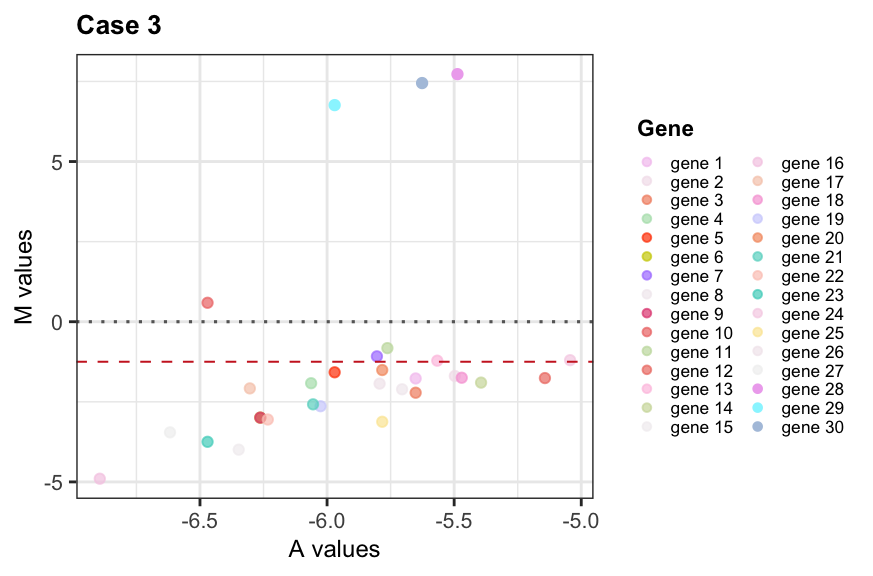 Case 3
M values
5
0
-5
-6.5 -6.0 -5.5 -5.0
A values
Gene
gene 1
gene 2
gene 3
gene 4
gene 5
gene 6
gene 7
gene 8
gene 9
gene 10
gene 11
gene 12
gene 13
gene 14
gene 15
gene 16
gene 17
gene 18
gene 19
gene 20
gene 21
gene 22
gene 23
gene 24
gene 25
gene 26
gene 27
gene 28
gene 29
gene 30